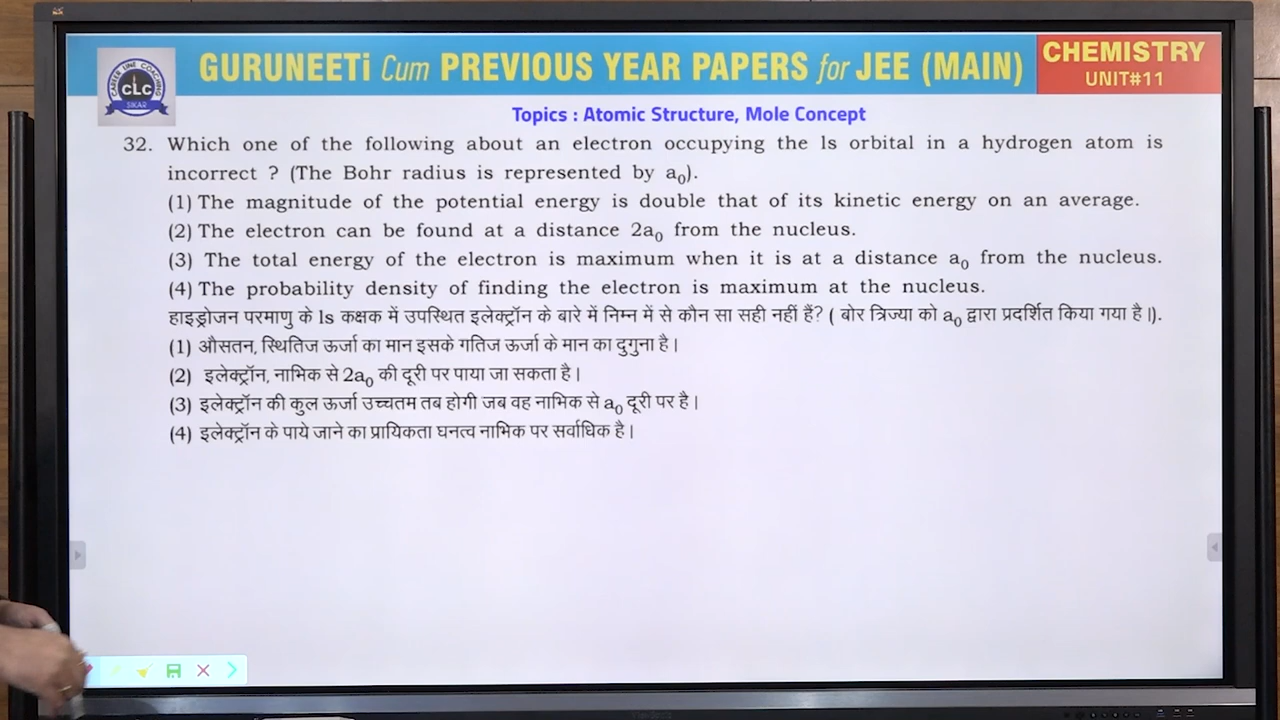 GURUNEETi Cum PREVIOUS YEAR PAPERS for JEE (MAIN)
CHEMISTRY
UNIT#11
CAREER LINE COACHING
CLC
SIKAR
Topics : Atomic Structure, Mole Concept
32. Which one of the following about an electron occupying the ls orbital in a hydrogen atom is
incorrect ? (The Bohr radius is represented by a₀).
(1) The magnitude of the potential energy is double that of its kinetic energy on an average.
(2) The electron can be found at a distance 2a₀ from the nucleus.
(3) The total energy of the electron is maximum when it is at a distance a₀ from the nucleus.
(4) The probability density of finding the electron is maximum at the nucleus.
हाइड्रोजन परमाणु के ls कक्षक में उपस्थित इलेक्ट्रॉन के बारे में निम्न में से कौन सा सही नहीं हैं? ( बोर त्रिज्या को a₀ द्वारा प्रदर्शित किया गया है।).
(1) औसतन, स्थितिज ऊर्जा का मान इसके गतिज ऊर्जा के मान का दुगुना है।
(2) इलेक्ट्रॉन, नाभिक से 2a₀ की दूरी पर पाया जा सकता है।
(3) इलेक्ट्रॉन की कुल ऊर्जा उच्चतम तब होगी जब वह नाभिक से a₀ दूरी पर है।
(4) इलेक्ट्रॉन के पाये जाने का प्रायिकता घनत्व नाभिक पर सर्वाधिक है।